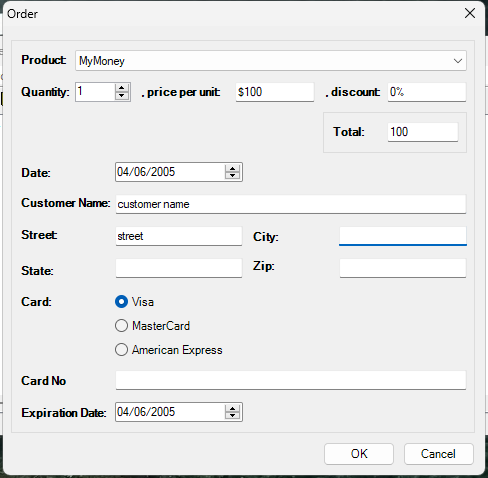 Order
Product: MyMoney
Quantity: 1 , price per unit: $100 , discount: 0%
Total: 100
Date: 04/06/2005
Customer Name: customer name
Street: street City:
State: Zip:
Card: Visa
MasterCard
American Express
Card No
Expiration Date: 04/06/2005
OK Cancel